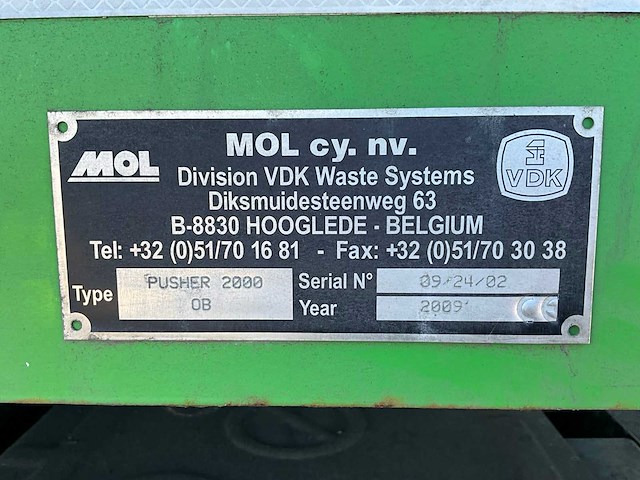 MOL
MOL cy. nv.
VDK
Division VDK Waste Systems
Diksmuidesteenweg 63
B-8830 HOOGLEDE - BELGIUM
Tel: +32 (0)51/70 16 81 - Fax: +32 (0)51/70 30 38
Type PUSHER 2000 OB
Serial N° 09/24/02
Year 2009